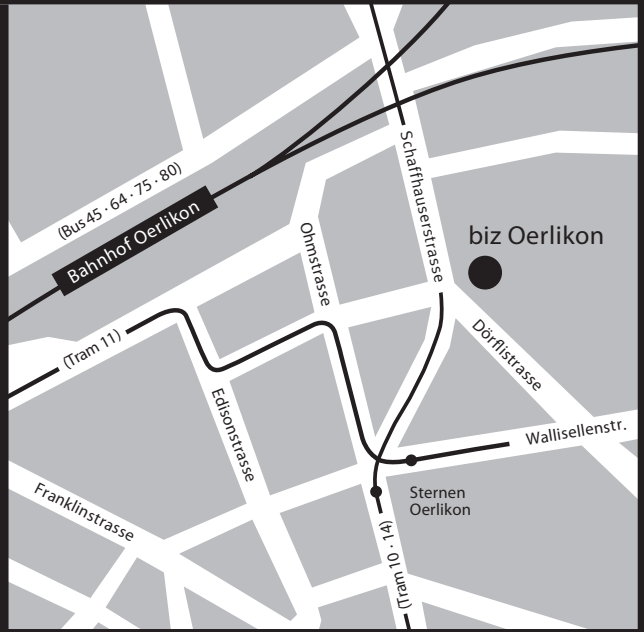 Schaffhauserstrasse
(Bus 45 · 64 · 75 · 80)
Bahnhof Oerlikon
Ohmstrasse
biz Oerlikon
(Tram 11)
Dörflistrasse
Edisonstrasse
Wallisellenstr.
Franklinstrasse
Sternen
Oerlikon
(Tram 10 · 14)